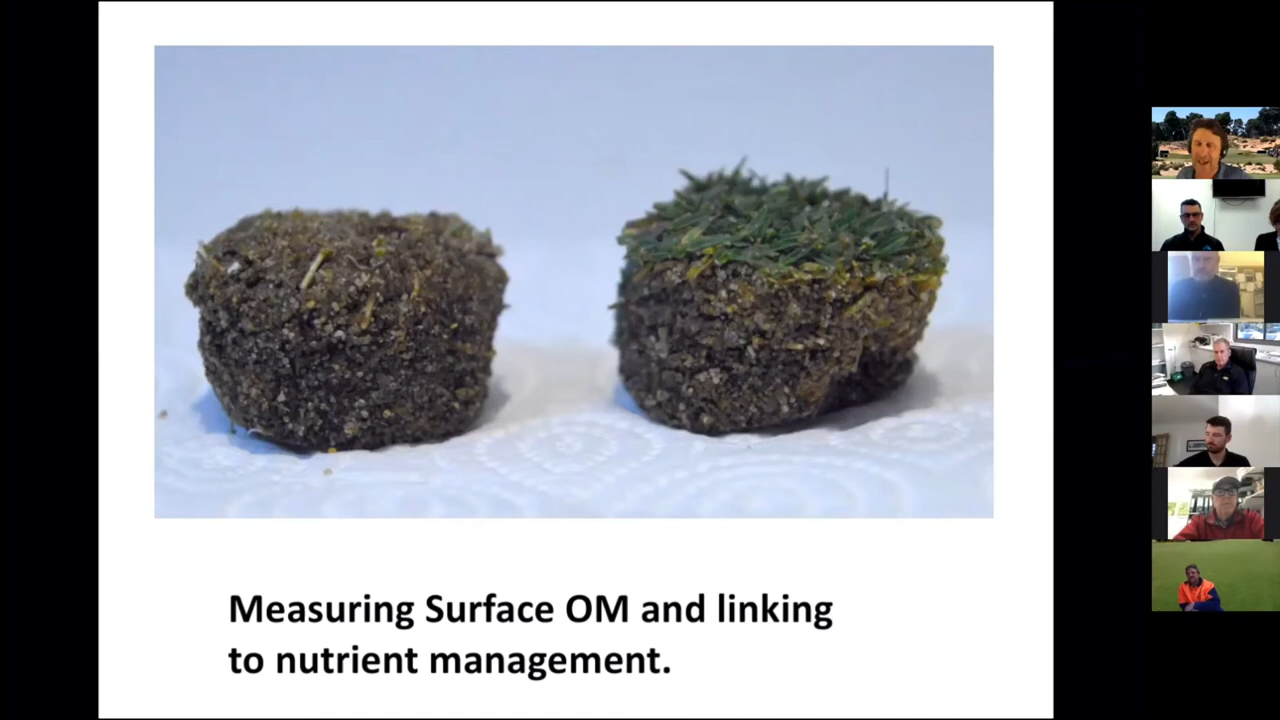 Measuring Surface OM and linking
to nutrient management.